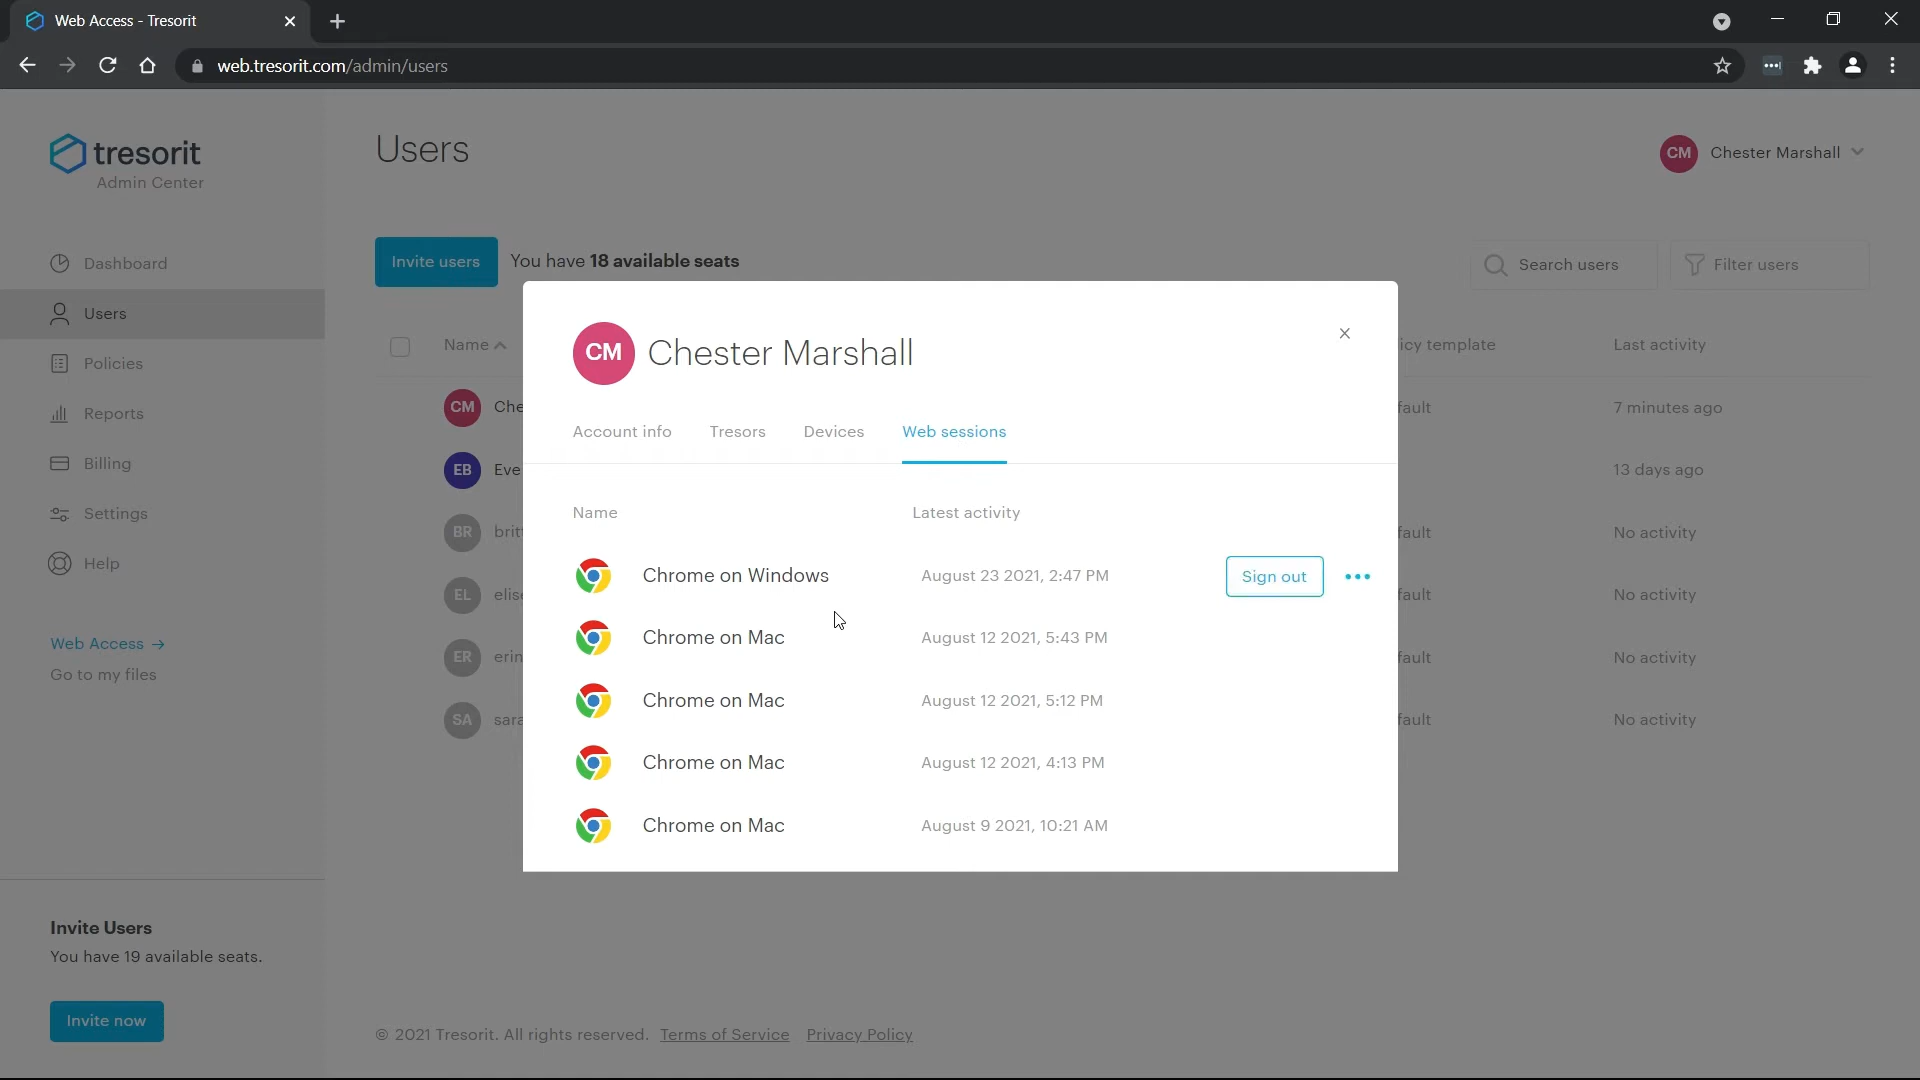 Web Access - Tresorit
web.tresorit.com/admin/users
tresorit
Admin Center
Users
CM Chester Marshall
Dashboard
Users
Policies
Reports
Billing
Settings
Help
Web Access →
Go to my files
Invite Users
You have 19 available seats.
Invite now
Invite users You have 18 available seats
Search users
Filter users
Name
icy template
Last activity
CM Che
fault
7 minutes ago
EB Eve
13 days ago
BR britt
fault
No activity
EL elise
fault
No activity
ER erin
fault
No activity
SA sara
fault
No activity
CM Chester Marshall
Account info
Tresors
Devices
Web sessions
Name
Latest activity
Chrome on Windows
August 23 2021, 2:47 PM
Sign out
Chrome on Mac
August 12 2021, 5:43 PM
Chrome on Mac
August 12 2021, 5:12 PM
Chrome on Mac
August 12 2021, 4:13 PM
Chrome on Mac
August 9 2021, 10:21 AM
© 2021 Tresorit. All rights reserved. Terms of Service Privacy Policy